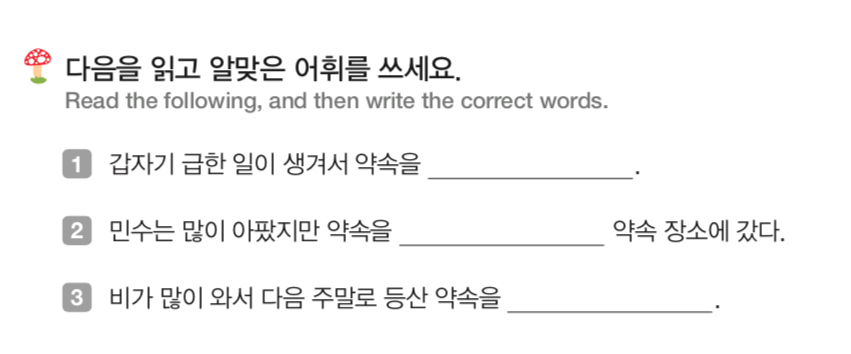 다음을 읽고 알맞은 어휘를 쓰세요.
Read the following, and then write the correct words.
1 갑자기 급한 일이 생겨서 약속을 ____________.
2 민수는 많이 아팠지만 약속을 ____________ 약속 장소에 갔다.
3 비가 많이 와서 다음 주말로 등산 약속을 ____________.